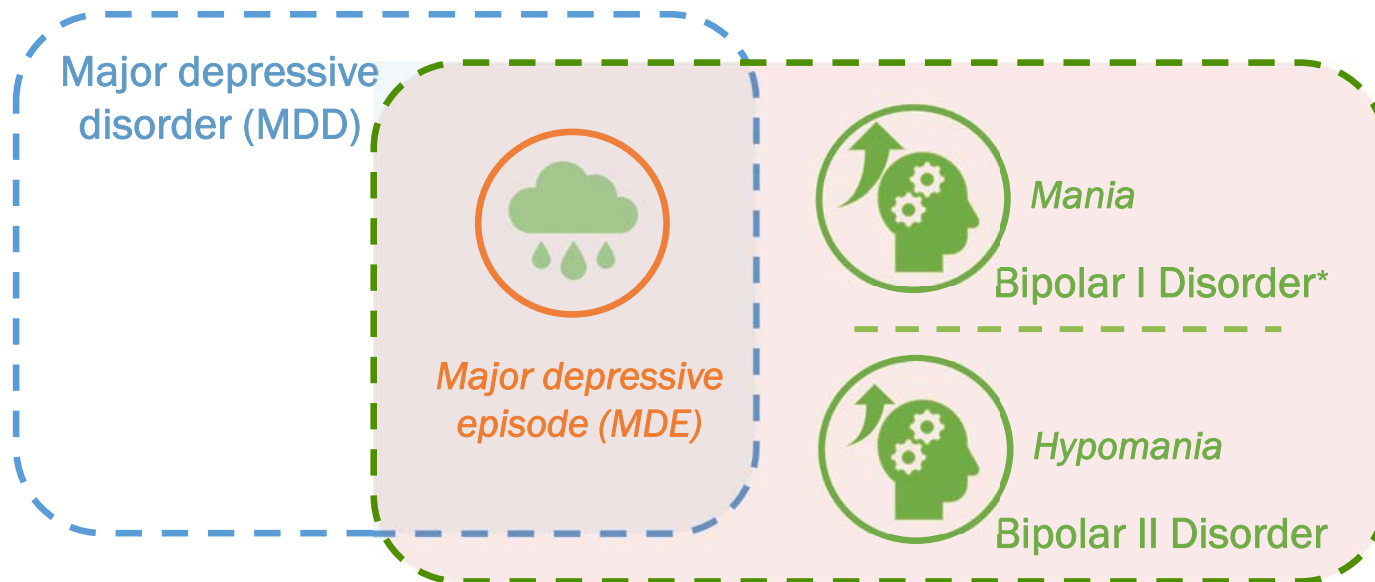 Major depressive
disorder (MDD)
Major depressive
episode (MDE)
Mania
Bipolar I Disorder*
Hypomania
Bipolar II Disorder